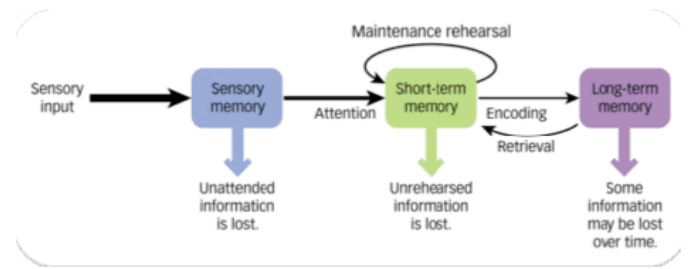 Maintenance rehearsal
Sensory
input
Sensory
memory
Attention
Short-term
memory
Encoding
Retrieval
Long-term
memory
Unattended
information
is lost.
Unrehearsed
information
is lost.
Some
information
may be lost
over time.